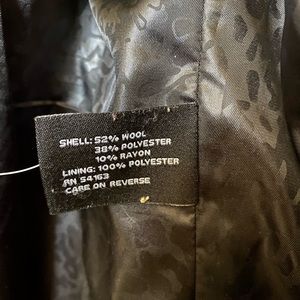 SHELL: 52% WOOL
38% POLYESTER
10% RAYON
LINING: 100% POLYESTER
RN 54163
CARE ON REVERSE